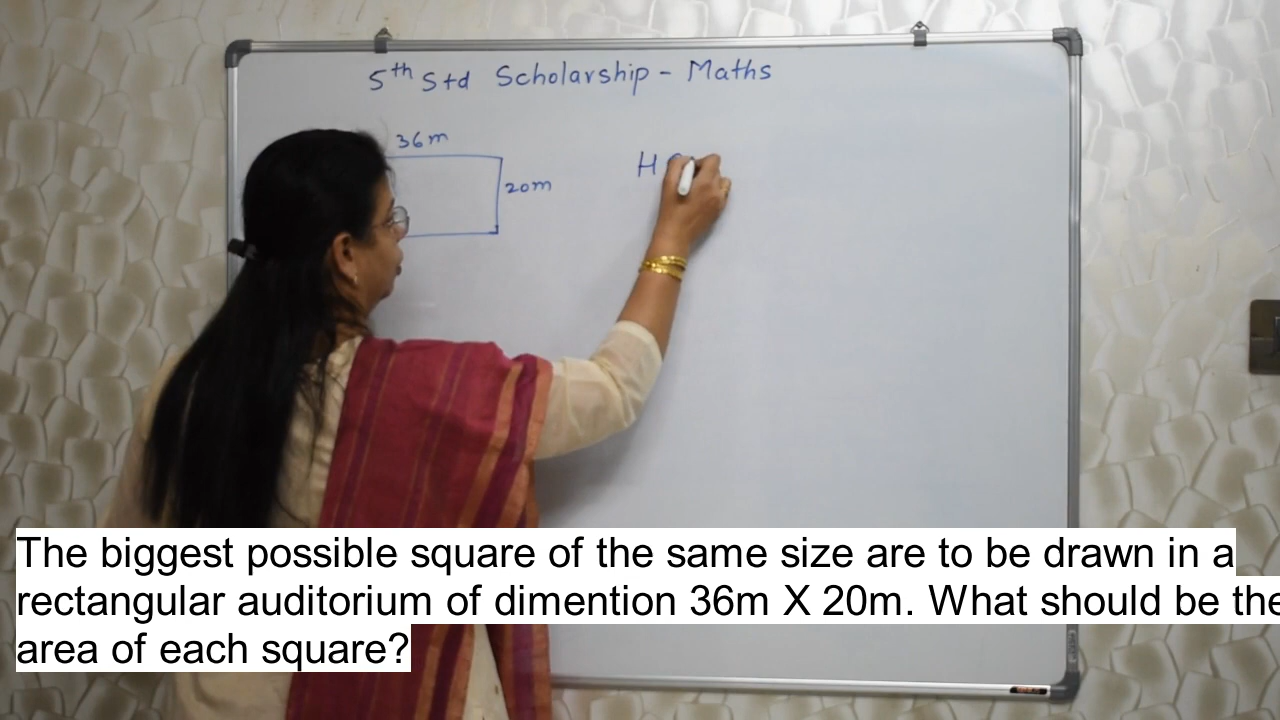 5th Std Scholarship - Maths
36m
20m
H
The biggest possible square of the same size are to be drawn in a
rectangular auditorium of dimention 36m X 20m. What should be the
area of each square?